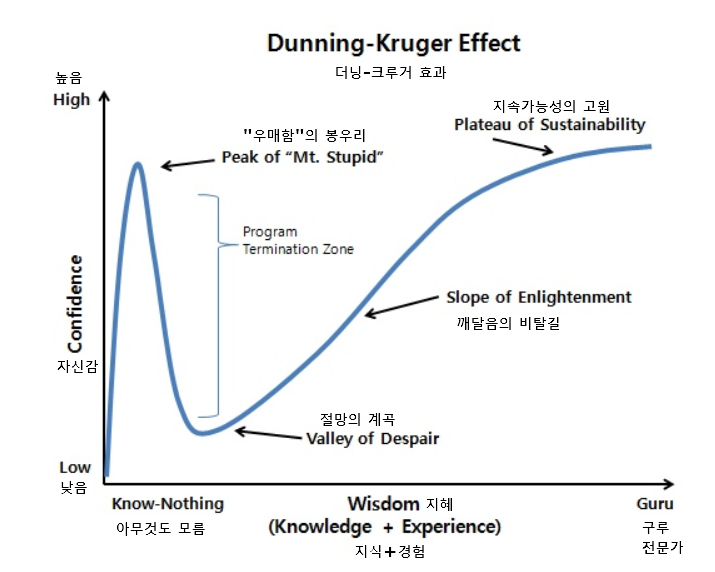 Dunning-Kruger Effect
더닝-크루거 효과
높음
High
"우매함"의 봉우리
Peak of “Mt. Stupid”
지속가능성의 고원
Plateau of Sustainability
Program
Termination Zone
Confidence
자신감
Slope of Enlightenment
깨달음의 비탈길
절망의 계곡
Valley of Despair
Low
낮음
Know-Nothing
아무것도 모름
Wisdom 지혜
(Knowledge + Experience)
지식+경험
Guru
구루
전문가